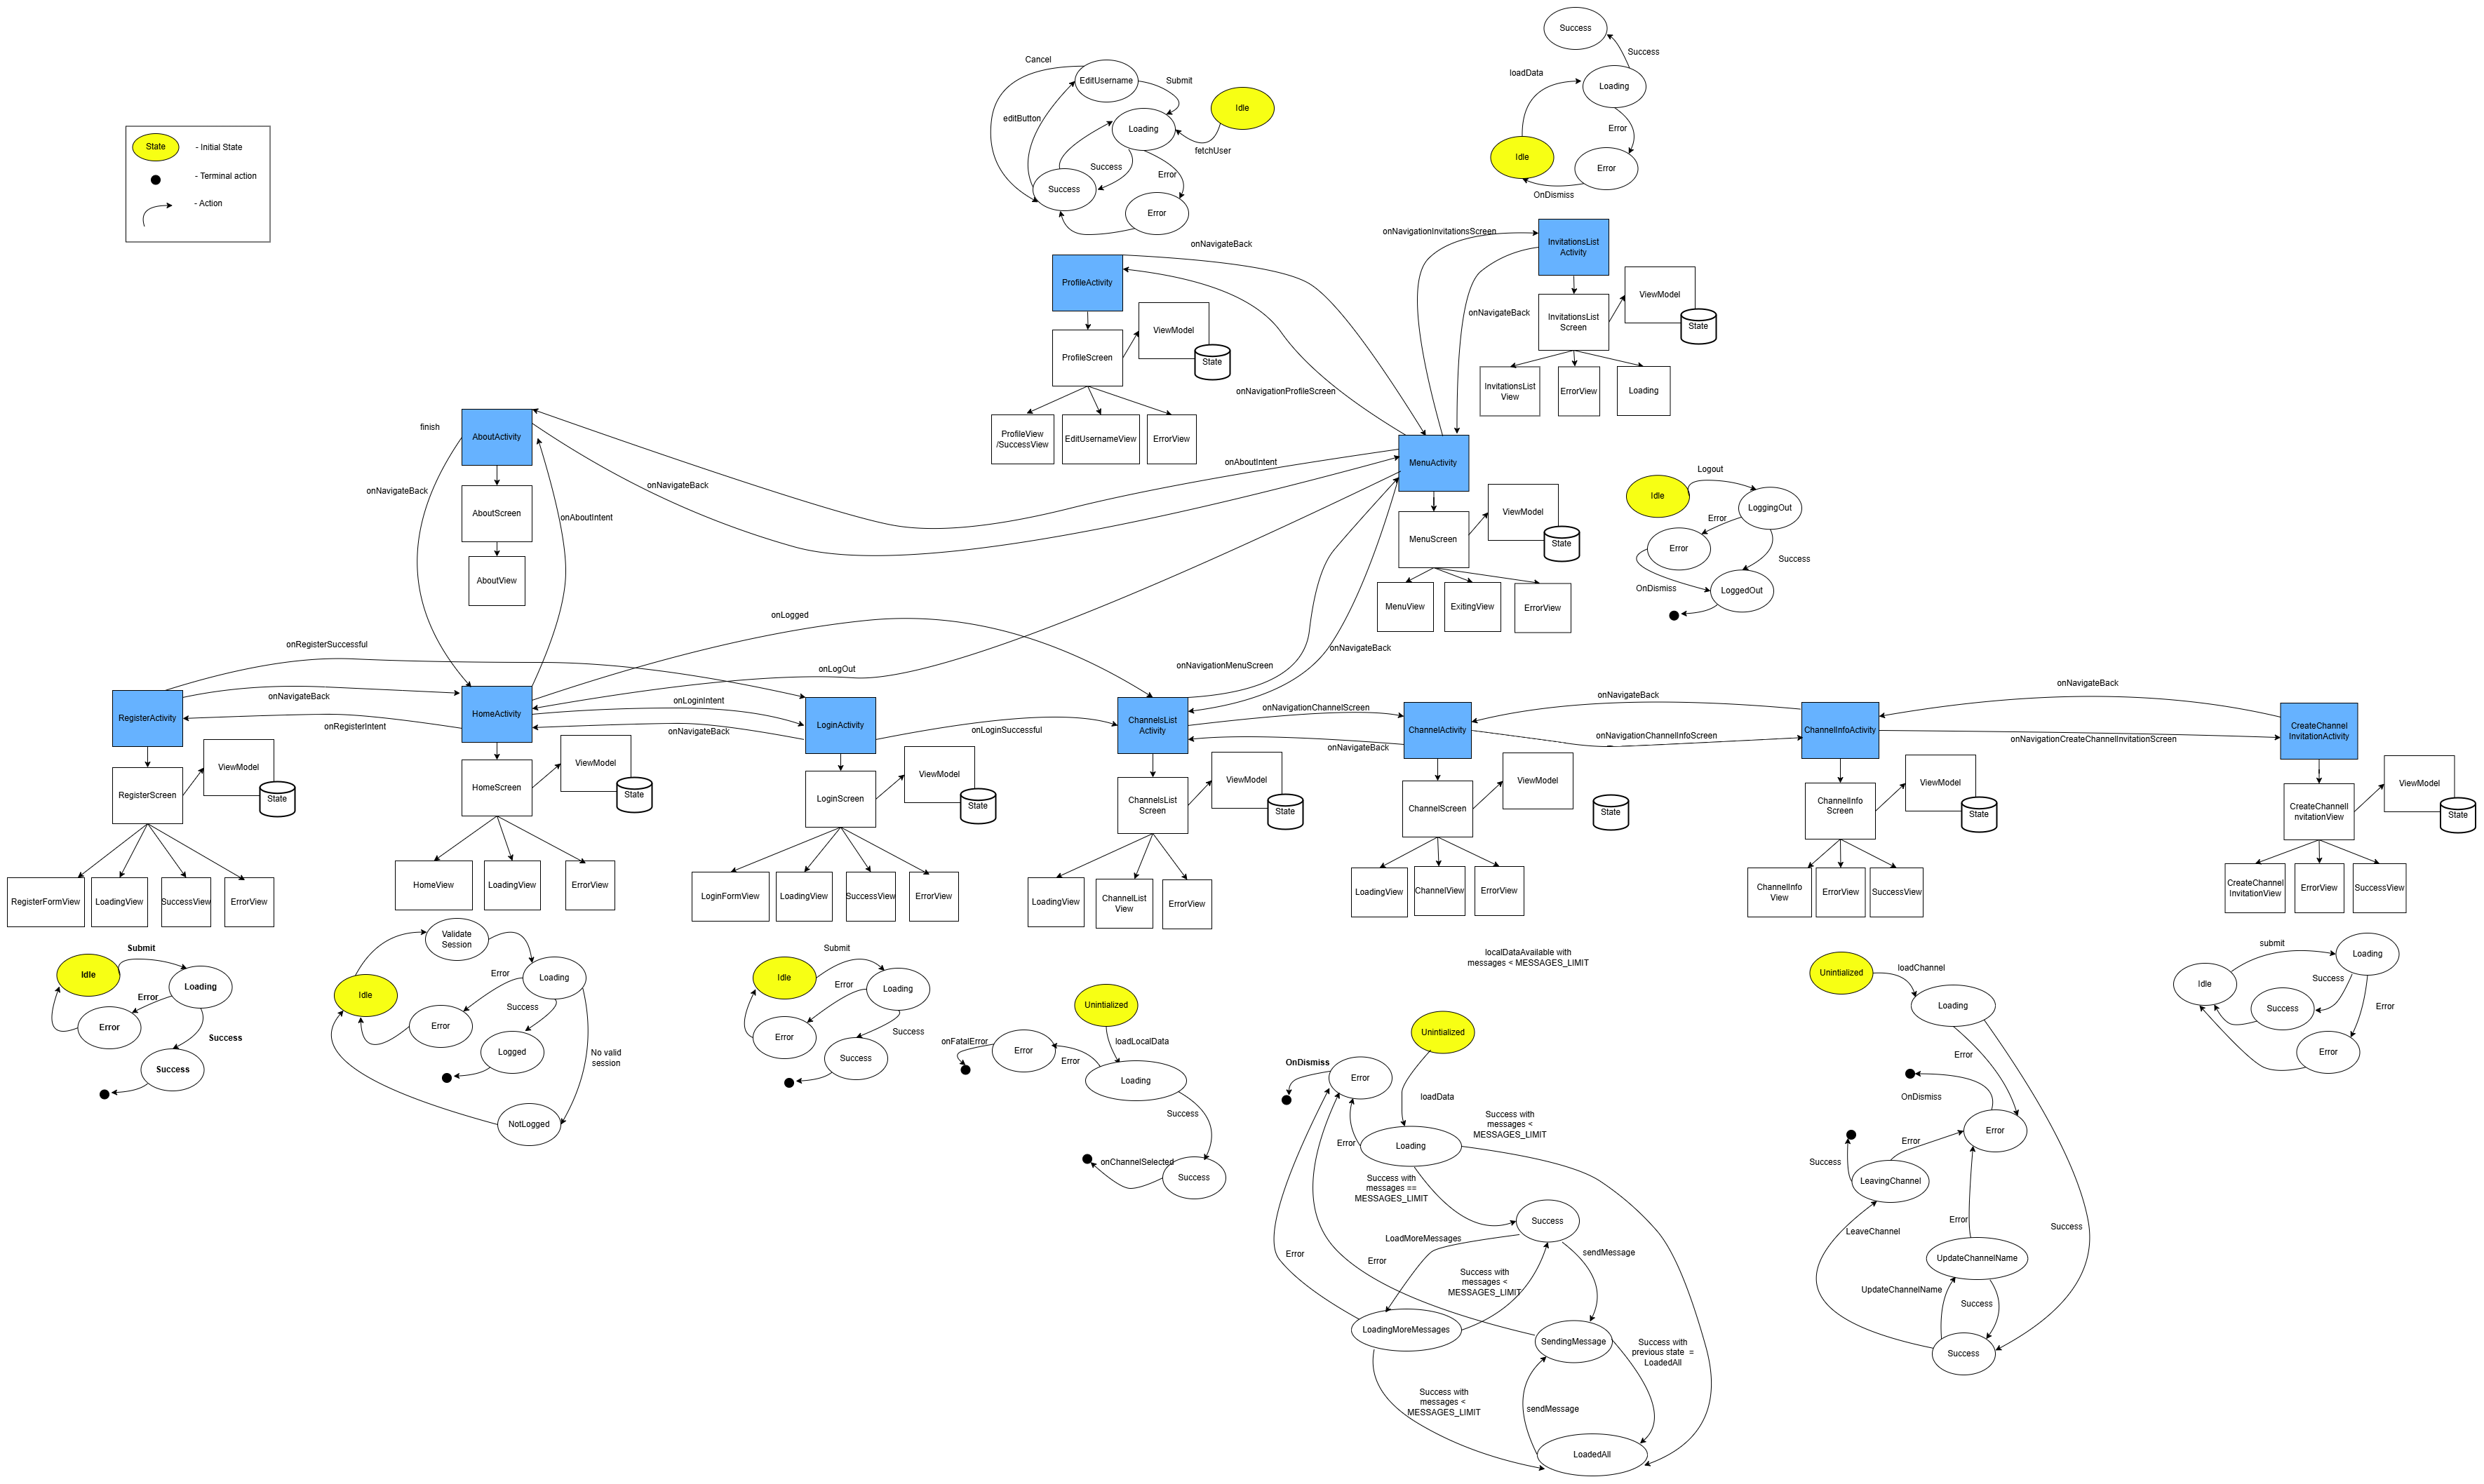 Success
Success
Loading
loadData
Error
Idle
Error
OnDismiss
Cancel
EditUsername
Submit
Idle
editButton
Loading
fetchUser
Success
Error
Success
Error
State
- Initial State
- Terminal action
- Action
onNavigateBack
ProfileActivity
ViewModel
State
ProfileScreen
onNavigationProfileScreen
ProfileView
/SuccessView
EditUsernameView
ErrorView
onNavigationInvitationsScreen
InvitationsList
Activity
ViewModel
State
onNavigateBack
InvitationsList
Screen
InvitationsList
View
ErrorView
Loading
finish
AboutActivity
onNavigateBack
AboutScreen
onAboutIntent
AboutView
onNavigateBack
onAboutIntent
MenuActivity
ViewModel
State
MenuScreen
MenuView
ExitingView
ErrorView
Logout
Idle
LoggingOut
Error
Error
Success
OnDismiss
LoggedOut
onRegisterSuccessful
onLogged
onLogOut
onNavigationMenuScreen
onNavigateBack
RegisterActivity
onNavigateBack
onRegisterIntent
ViewModel
State
RegisterScreen
RegisterFormView
LoadingView
SuccessView
ErrorView
HomeActivity
onLoginIntent
onNavigateBack
ViewModel
State
HomeScreen
HomeView
LoadingView
ErrorView
LoginActivity
onLoginSuccessful
ViewModel
State
LoginScreen
LoginFormView
LoadingView
SuccessView
ErrorView
ChannelsList
Activity
onNavigationChannelScreen
onNavigateBack
ViewModel
State
ChannelsList
Screen
LoadingView
ChannelList
View
ErrorView
ChannelActivity
onNavigateBack
onNavigationChannelInfoScreen
ViewModel
State
ChannelScreen
LoadingView
ChannelView
ErrorView
ChannelInfoActivity
onNavigateBack
onNavigationCreateChannelInvitationScreen
ViewModel
State
ChannelInfo
Screen
ChannelInfo
View
ErrorView
SuccessView
CreateChannel
InvitationActivity
ViewModel
State
CreateChannelI
nvitationView
CreateChannel
InvitationView
ErrorView
SuccessView
Submit
Idle
Loading
Error
Error
Success
Success
Validate
Session
Error
Loading
Idle
Success
Error
Logged
No valid
session
NotLogged
Submit
Idle
Error
Loading
Error
Success
Success
Unintialized
onFatalError
Error
Error
loadLocalData
Loading
Success
onChannelSelected
Success
localDataAvailable with
messages < MESSAGES_LIMIT
Unintialized
OnDismiss
Error
loadData
Success with
messages <
MESSAGES_LIMIT
Error
Loading
Success with
messages ==
MESSAGES_LIMIT
Success
LoadMoreMessages
sendMessage
Error
Error
Success with
messages <
MESSAGES_LIMIT
LoadingMoreMessages
SendingMessage
Success with
previous state =
LoadedAll
Success with
messages <
MESSAGES_LIMIT
sendMessage
LoadedAll
Unintialized
loadChannel
Loading
Error
OnDismiss
Error
Error
Success
LeavingChannel
Error
LeaveChannel
Success
UpdateChannelName
UpdateChannelName
Success
Success
submit
Loading
Idle
Success
Success
Error
Error